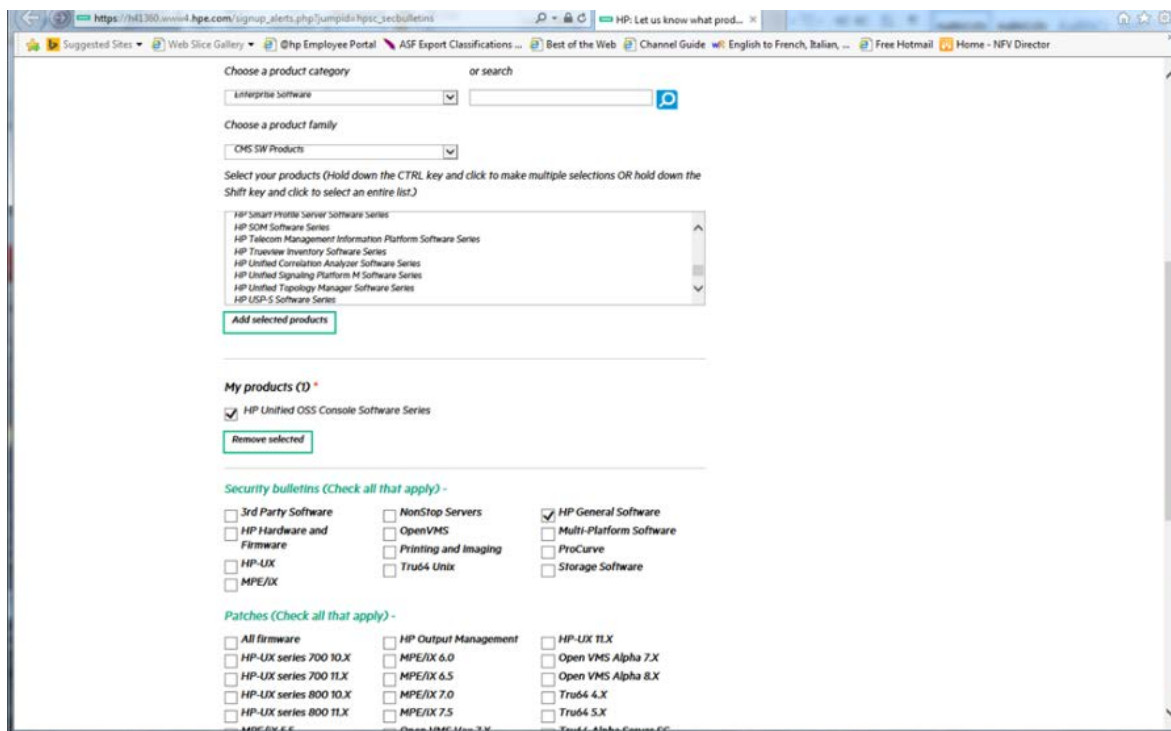 https://h41360.www4.hpe.com/signup_alerts.php?jumpid=hpsc_secbulletins
HP: Let us know what prod...
Suggested Sites
Web Slice Gallery
@hp Employee Portal
ASF Export Classifications ...
Best of the Web
Channel Guide
English to French, Italian, ...
Free Hotmail
Home - NFV Director
Choose a product category
or search
Enterprise Software
Choose a product family
CMS SW Products
Select your products (Hold down the CTRL key and click to make multiple selections OR hold down the
Shift key and click to select an entire list.)
HP Smart Profile Server Software Series
HP SOM Software Series
HP Telecom Management Information Platform Software Series
HP Trueview Inventory Software Series
HP Unified Correlation Analyzer Software Series
HP Unified Signaling Platform M Software Series
HP Unified Topology Manager Software Series
HP USP-S Software Series
Add selected products
My products (1) *
HP Unified OSS Console Software Series
Remove selected
Security bulletins (Check all that apply) -
3rd Party Software
HP Hardware and
Firmware
HP-UX
MPE/iX
NonStop Servers
OpenVMS
Printing and Imaging
Tru64 Unix
HP General Software
Multi-Platform Software
ProCurve
Storage Software
Patches (Check all that apply) -
All firmware
HP-UX series 700 10.X
HP-UX series 700 11.X
HP-UX series 800 10.X
HP-UX series 800 11.X
MPE/iX 5.5
HP Output Management
MPE/iX 6.0
MPE/iX 6.5
MPE/iX 7.0
MPE/iX 7.5
Open VMS Vax 7.X
HP-UX 11.X
Open VMS Alpha 7.X
Open VMS Alpha 8.X
Tru64 4.X
Tru64 5.X
Tru64 Alpha Server SC